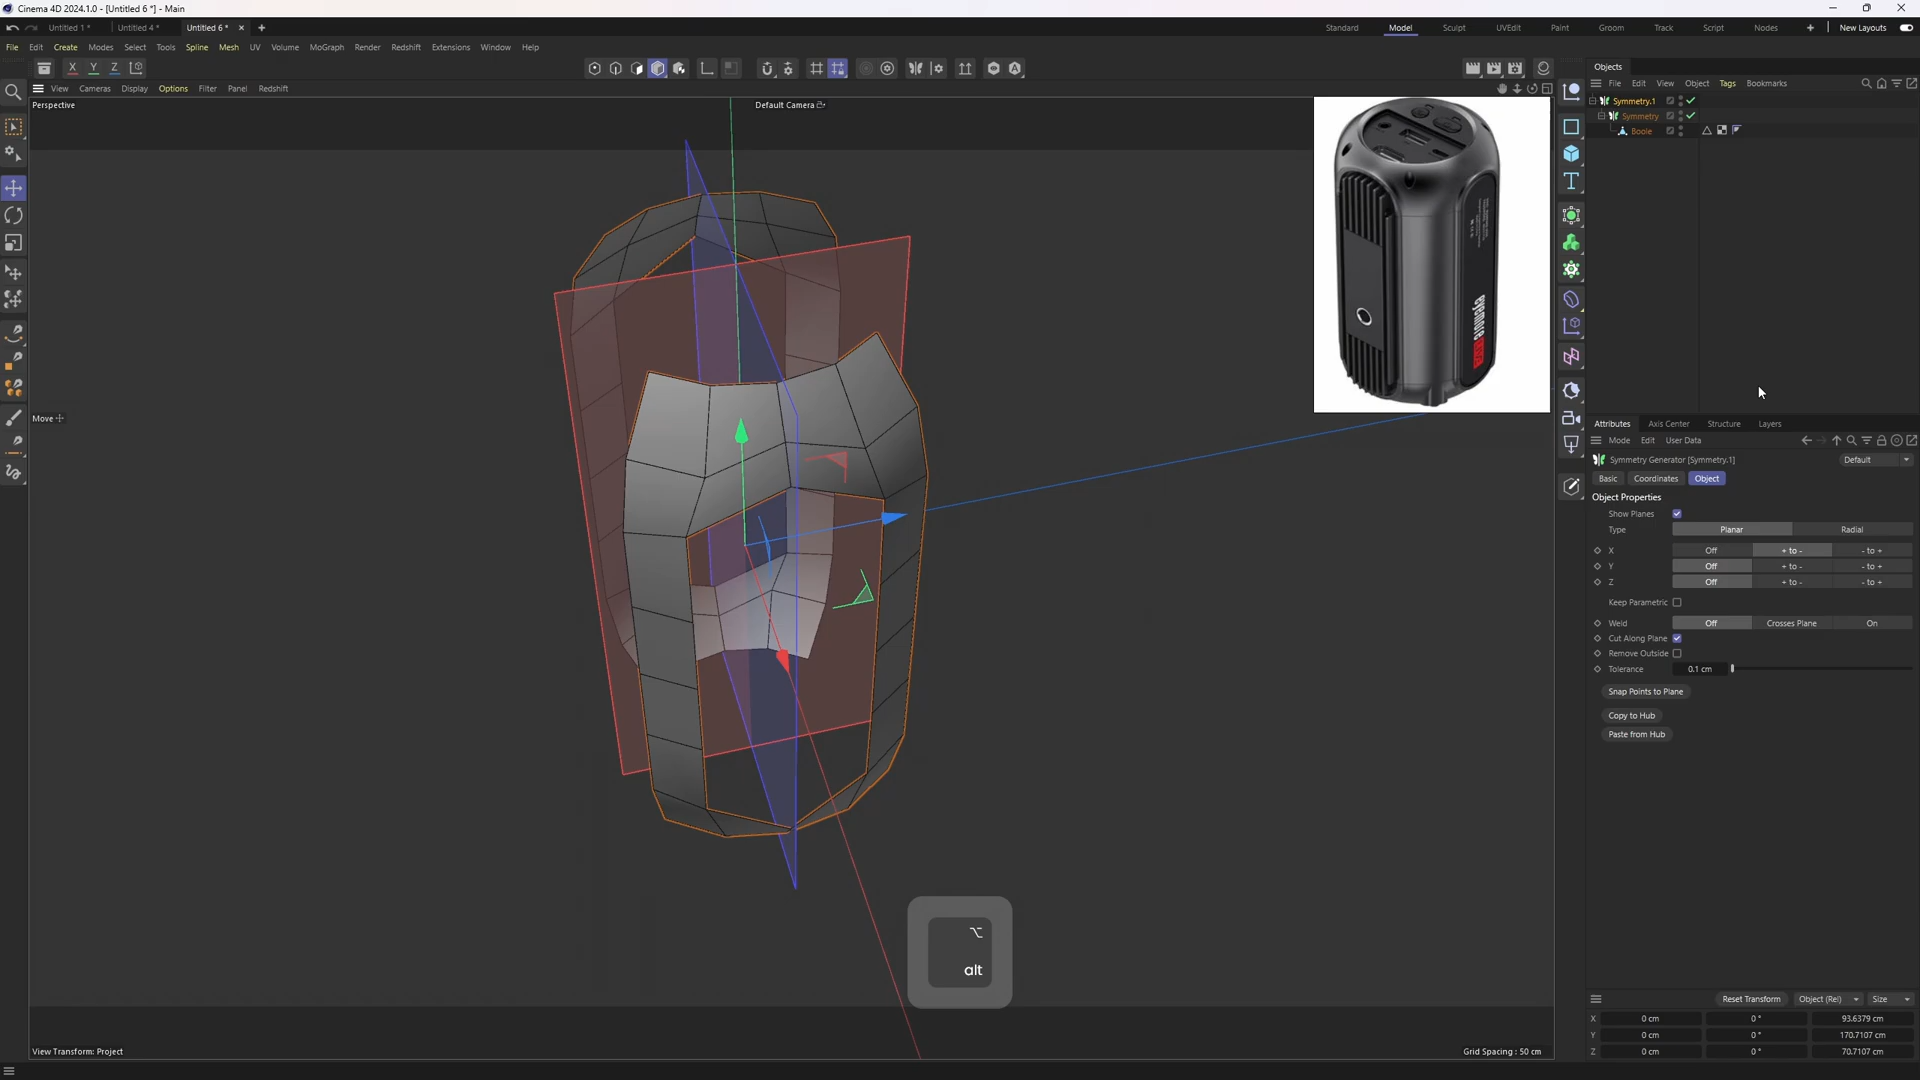 Cinema 4D 2024.1.0 - [Untitled 6 *] - Main
Untitled 1 *
Untitled 4 *
Untitled 6 *
Standard
Model
Sculpt
UVEdit
Paint
Groom
Track
Script
Nodes
New Layouts
File Edit Create Modes Select Tools Spline Mesh UV Volume MoGraph Render Redshift Extensions Window Help
X Y Z
View Cameras Display Options Filter Panel Redshift
Perspective
Default Camera
Move
alt
View Transform: Project
Grid Spacing : 50 cm
Objects
File Edit View Object Tags Bookmarks
Symmetry.1
Symmetry
Boole
Attributes Axis Center Structure Layers
Mode Edit User Data
Symmetry Generator [Symmetry.1]
Default
Basic Coordinates Object
Object Properties
Show Planes
Type Planar Radial
X Off + to - - to +
Y Off + to - - to +
Z Off + to - - to +
Keep Parametric
Weld Off Crosses Plane On
Cut Along Plane
Remove Outside
Tolerance 0.1 cm
Snap Points to Plane
Copy to Hub
Paste from Hub
Reset Transform Object (Rel) Size
X 0 cm 0 ° 93.6379 cm
Y 0 cm 0 ° 170.7107 cm
Z 0 cm 0 ° 70.7107 cm